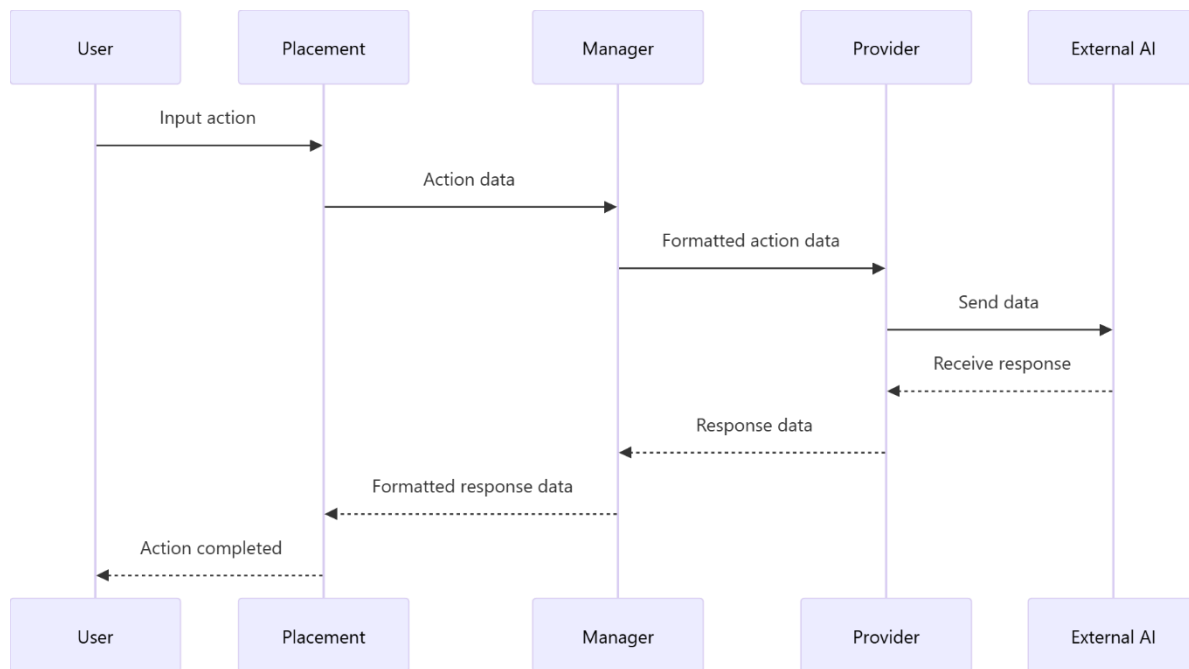 User Placement Manager Provider External AI
Input action
Action data
Formatted action data
Send data
Receive response
Response data
Formatted response data
Action completed
User Placement Manager Provider External AI